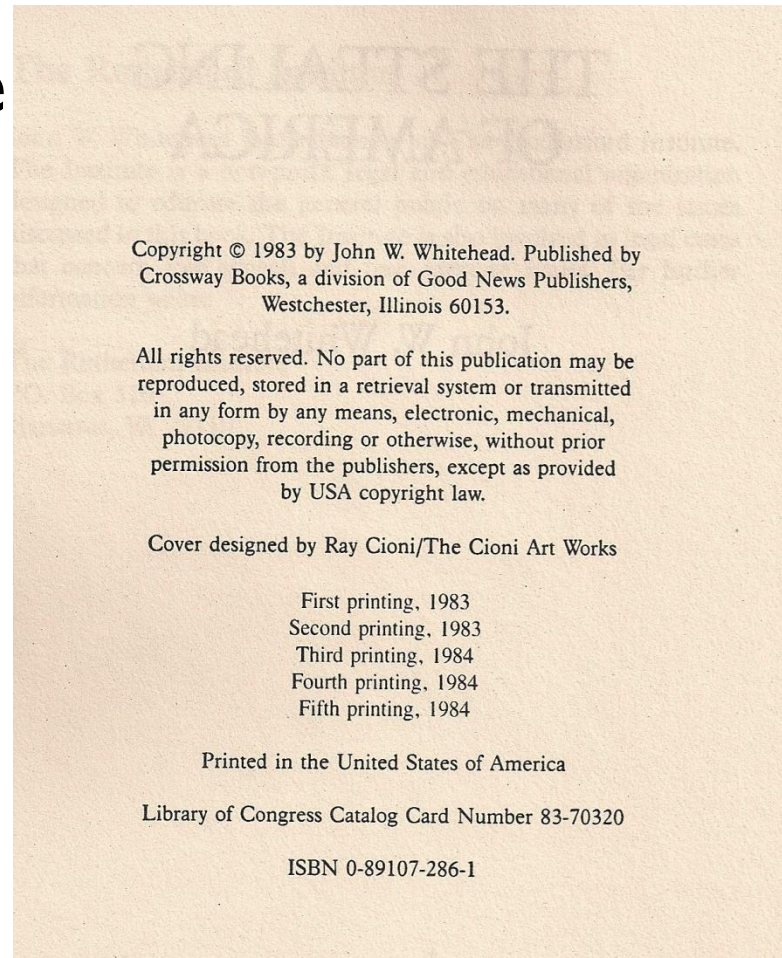 e
Copyright © 1983 by John W. Whitehead. Published by
Crossway Books, a division of Good News Publishers,
Westchester, Illinois 60153.
All rights reserved. No part of this publication may be
reproduced, stored in a retrieval system or transmitted
in any form by any means, electronic, mechanical,
photocopy, recording or otherwise, without prior
permission from the publishers, except as provided
by USA copyright law.
Cover designed by Ray Cioni/The Cioni Art Works
First printing, 1983
Second printing, 1983
Third printing, 1984
Fourth printing, 1984
Fifth printing, 1984
Printed in the United States of America
Library of Congress Catalog Card Number 83-70320
ISBN 0-89107-286-1